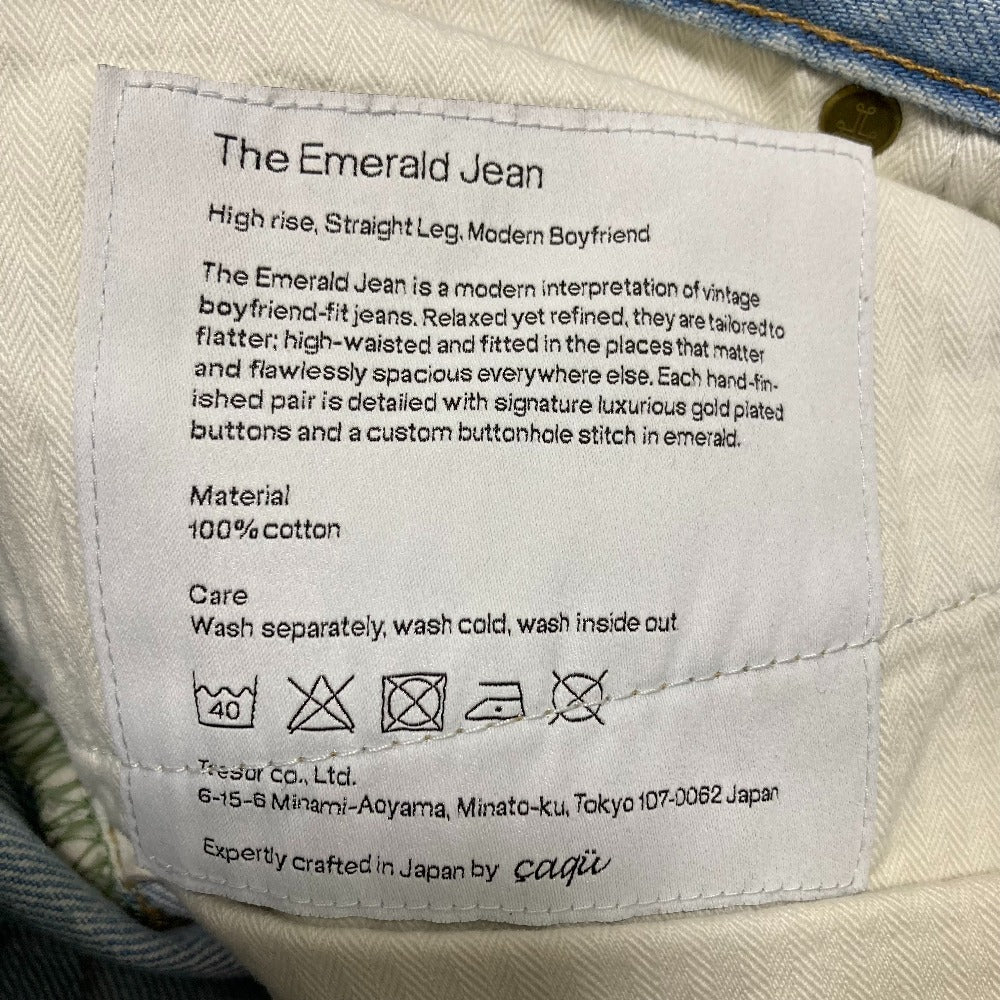 The Emerald Jean
High rise, Straight Leg, Modern Boyfriend
The Emerald Jean is a modern interpretation of vintage
boyfriend-fit jeans. Relaxed yet refined, they are tailored to
flatter; high-waisted and fitted in the places that matter
and flawlessly spacious everywhere else. Each hand-fin-
ished pair is detailed with signature luxurious gold plated
buttons and a custom buttonhole stitch in emerald.
Material
100% cotton
Care
Wash separately, wash cold, wash inside out
40
Tresor co., Ltd.
6-15-6 Minami-Aoyama, Minato-ku, Tokyo 107-0062 Japan
Expertly crafted in Japan by çaqü